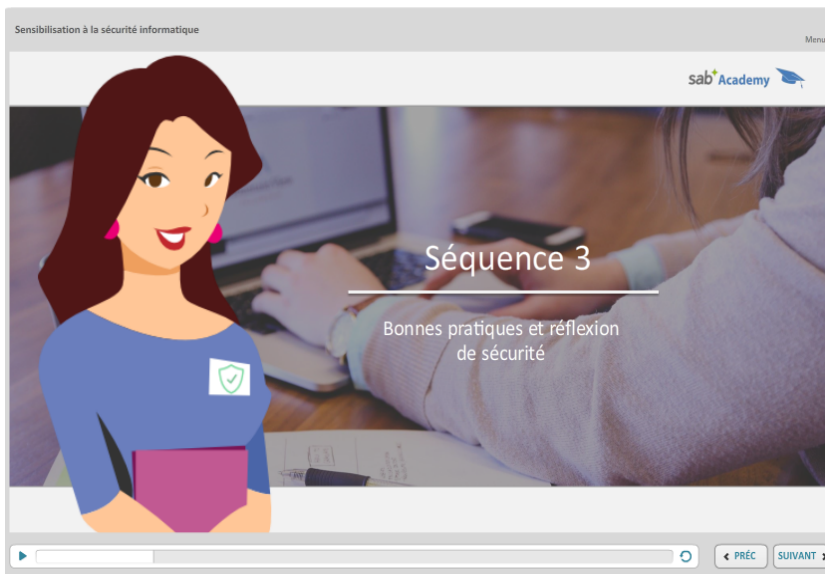 Sensibilisation à la sécurité informatique
Menu
sab+ Academy
Séquence 3
Bonnes pratiques et réflexion
de sécurité
PRÉC
SUIVANT